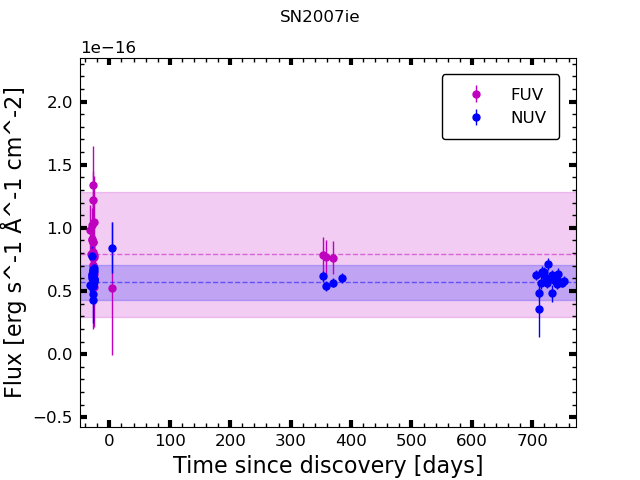 SN2007ie
1e−16
FUV
NUV
2.0
1.5
1.0
0.5
0.0
−0.5
0 100 200 300 400 500 600 700
Flux [erg s^-1 Å^-1 cm^-2]
Time since discovery [days]